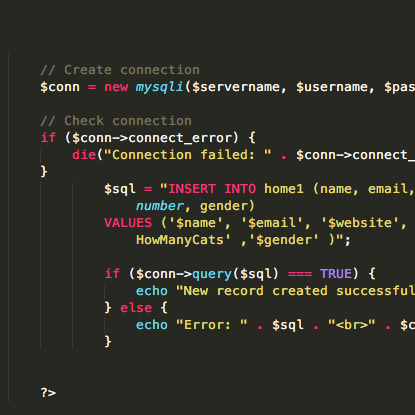 // Create connection
$conn = new mysqli($servername, $username, $pas
// Check connection
if ($conn->connect_error) {
die("Connection failed: " . $conn->connect_
}
$sql = "INSERT INTO home1 (name, email,
number, gender)
VALUES ('$name', '$email', '$website',
HowManyCats' ,'$gender' )";
if ($conn->query($sql) === TRUE) {
echo "New record created successful
} else {
echo "Error: " . $sql . "<br>" . $c
}
?>